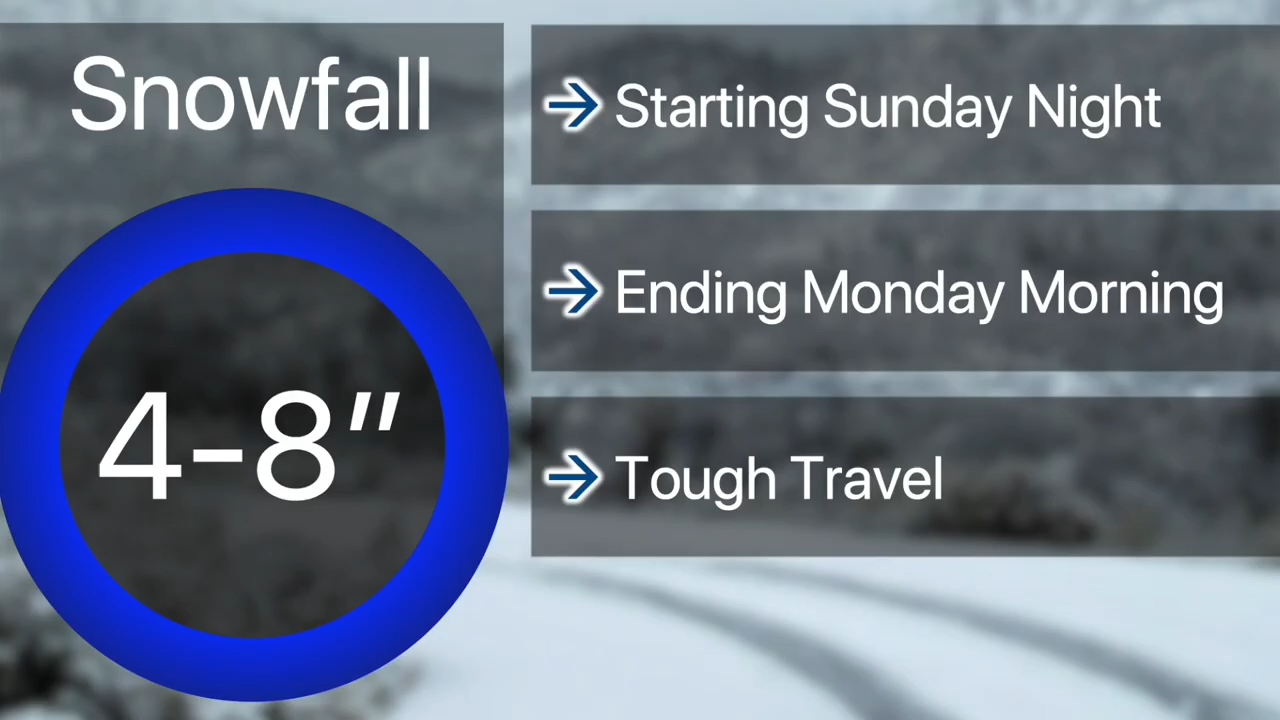 Snowfall
4-8"
Starting Sunday Night
Ending Monday Morning
Tough Travel